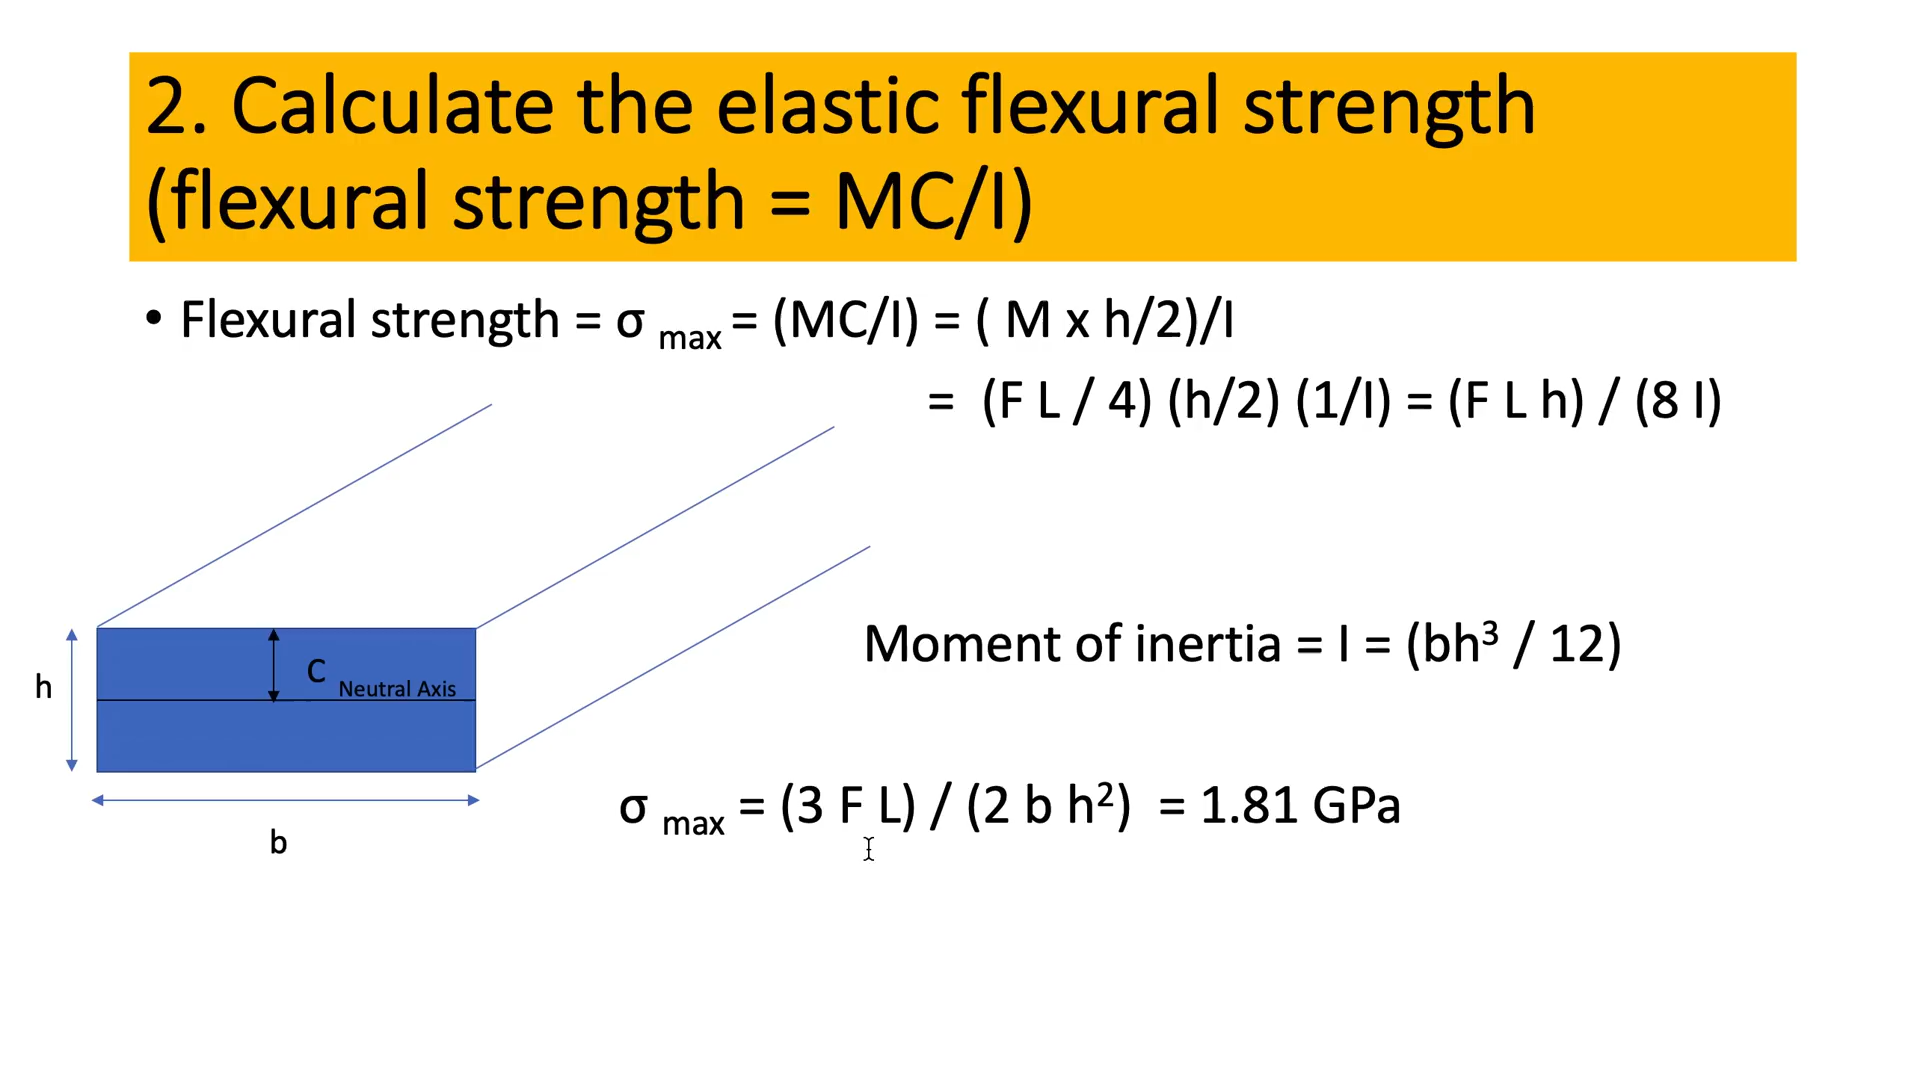 2. Calculate the elastic flexural strength
(flexural strength = MC/I)
• Flexural strength = σ max = (MC/I) = ( M x h/2)/I
= (F L / 4) (h/2) (1/I) = (F L h) / (8 I)
Moment of inertia = I = (bh³ / 12)
h
C
Neutral Axis
σ max = (3 F L) / (2 b h²) = 1.81 GPa
b